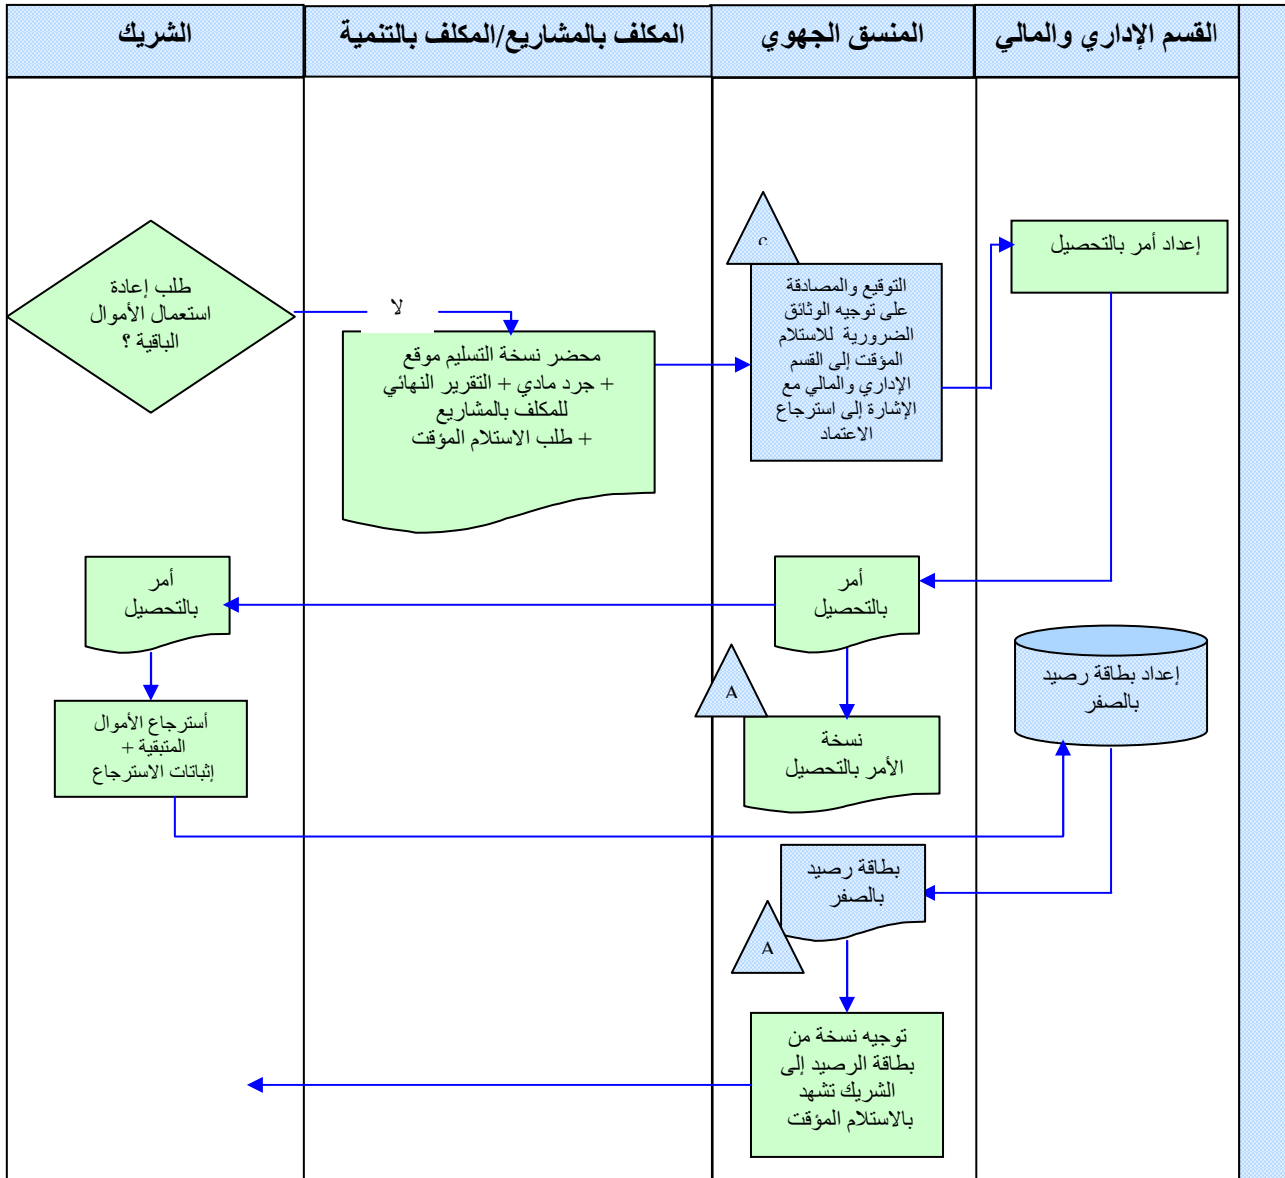 القسم الإداري والمالي
المنسق الجهوي
المكلف بالمشاريع/المكلف بالتنمية
الشريك
طلب إعادة
استعمال الأموال
الباقية ؟
لا
محضر نسخة التسليم موقع
+ جرد مادي + التقرير النهائي
للمكلف بالمشاريع
+ طلب الاستلام المؤقت
c
التوقيع والمصادقة
على توجيه الوثائق
الضرورية للاستلام
المؤقت إلى القسم
الإداري والمالي مع
الإشارة إلى استرجاع
الاعتماد
إعداد أمر بالتحصيل
أمر
بالتحصيل
أمر
بالتحصيل
A
نسخة
الأمر بالتحصيل
أسترجاع الأموال
المتبقية +
إثباتات الاسترجاع
إعداد بطاقة رصيد
بالصفر
بطاقة رصيد
بالصفر
A
توجيه نسخة من
بطاقة الرصيد إلى
الشريك تشهد
بالاستلام المؤقت